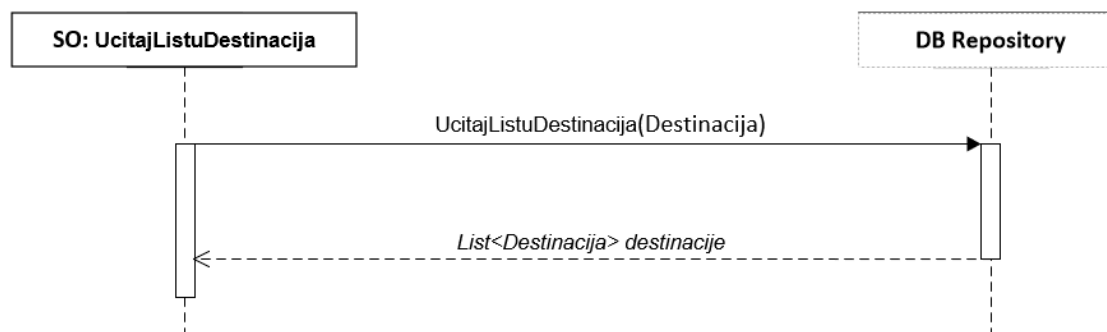 SO: UcitajListuDestinacija
DB Repository
UcitajListuDestinacija(Destinacija)
List<Destinacija> destinacije